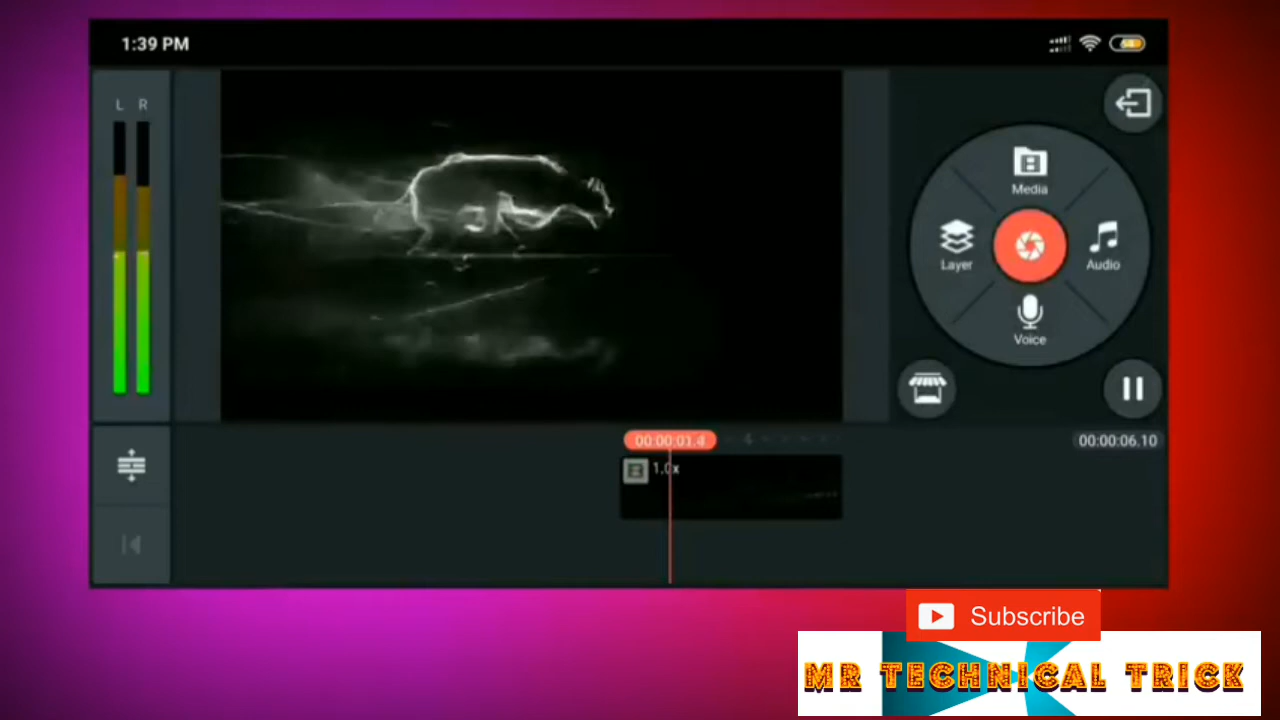 1:39 PM
L R
Media
Layer
Audio
Voice
00:00:01.4
00:00:06.10
1.0x
Subscribe
MR TECHNICAL TRICK